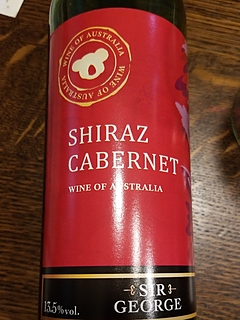 WINE OF AUSTRALIA WINE OF AUSTRALIA
SHIRAZ
CABERNET
WINE OF AUSTRALIA
SIR
GEORGE
13.5%vol.